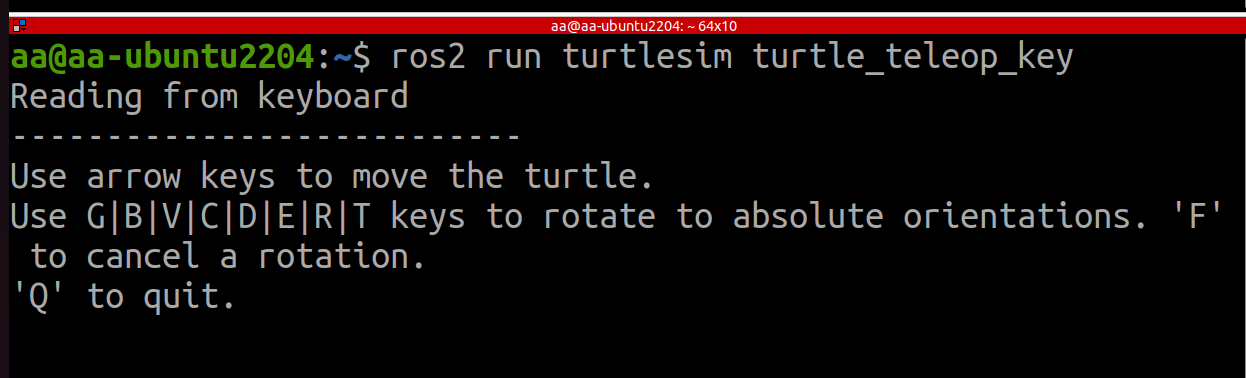 aa@aa-ubuntu2204: ~ 64x10
aa@aa-ubuntu2204:~$ ros2 run turtlesim turtle_teleop_key
Reading from keyboard
---------------------------
Use arrow keys to move the turtle.
Use G|B|V|C|D|E|R|T keys to rotate to absolute orientations. 'F'
 to cancel a rotation.
'Q' to quit.